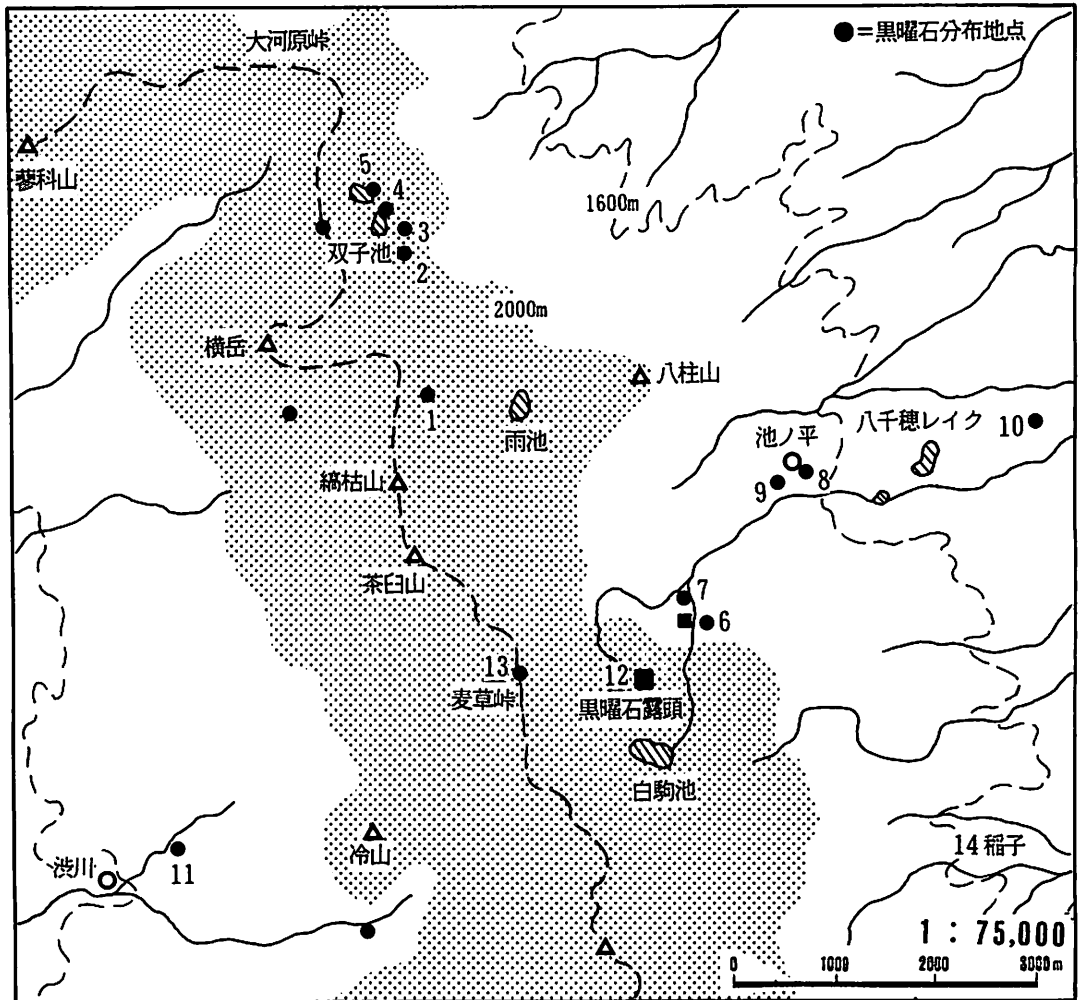 ●=黒曜石分布地点
大河原峠
蓼科山
5
4
1600m
3
双子池
2
2000m
横岳
八柱山
1
雨池
池ノ平
八千穂レイク
10
縞枯山
9
8
茶臼山
7
6
13
12
麦草峠
黒曜石露頭
白駒池
冷山
14 稲子
渋川
11
1 : 75,000
0 1000 2000 3000m